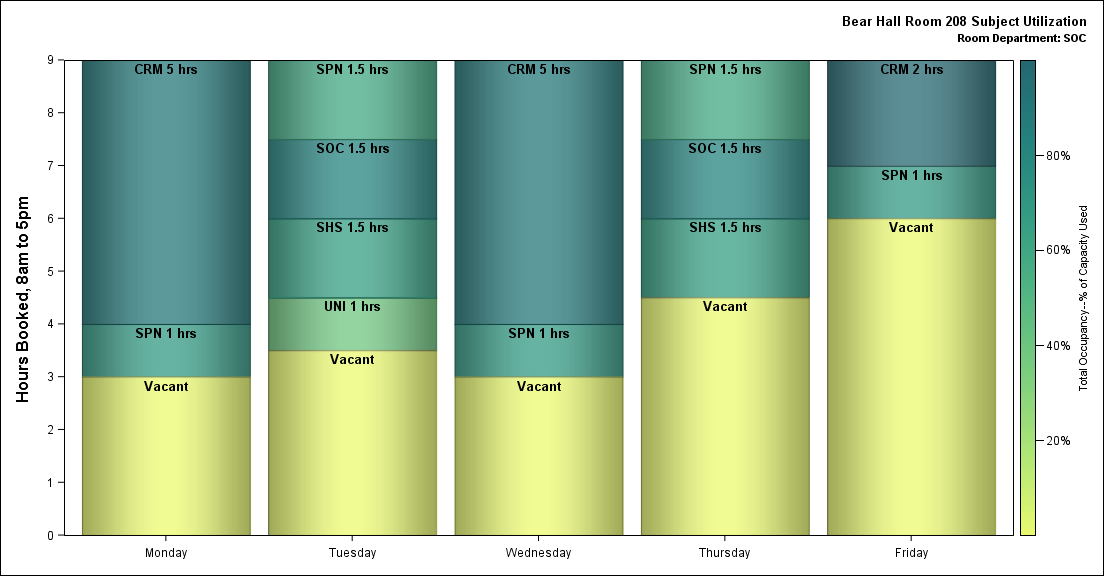 Bear Hall Room 208 Subject Utilization
Room Department: SOC
Hours Booked, 8am to 5pm
9
8
7
6
5
4
3
2
1
0
CRM 5 hrs
SPN 1 hrs
Vacant
SPN 1.5 hrs
SOC 1.5 hrs
SHS 1.5 hrs
UNI 1 hrs
Vacant
CRM 5 hrs
SPN 1 hrs
Vacant
SPN 1.5 hrs
SOC 1.5 hrs
SHS 1.5 hrs
Vacant
CRM 2 hrs
SPN 1 hrs
Vacant
Monday
Tuesday
Wednesday
Thursday
Friday
80%
60%
40%
20%
Total Occupancy--% of Capacity Used